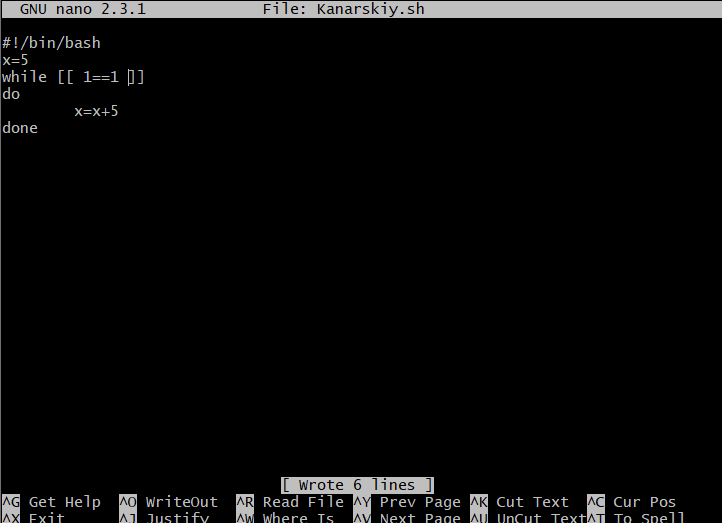 GNU nano 2.3.1 File: Kanarskiy.sh
#!/bin/bash
x=5
while [[ 1==1 ]]
do
x=x+5
done
[ Wrote 6 lines ]
^G Get Help ^O WriteOut ^R Read File ^Y Prev Page ^K Cut Text ^C Cur Pos
^X Exit ^J Justify ^W Where Is ^V Next Page ^U UnCut Text ^T To Spell